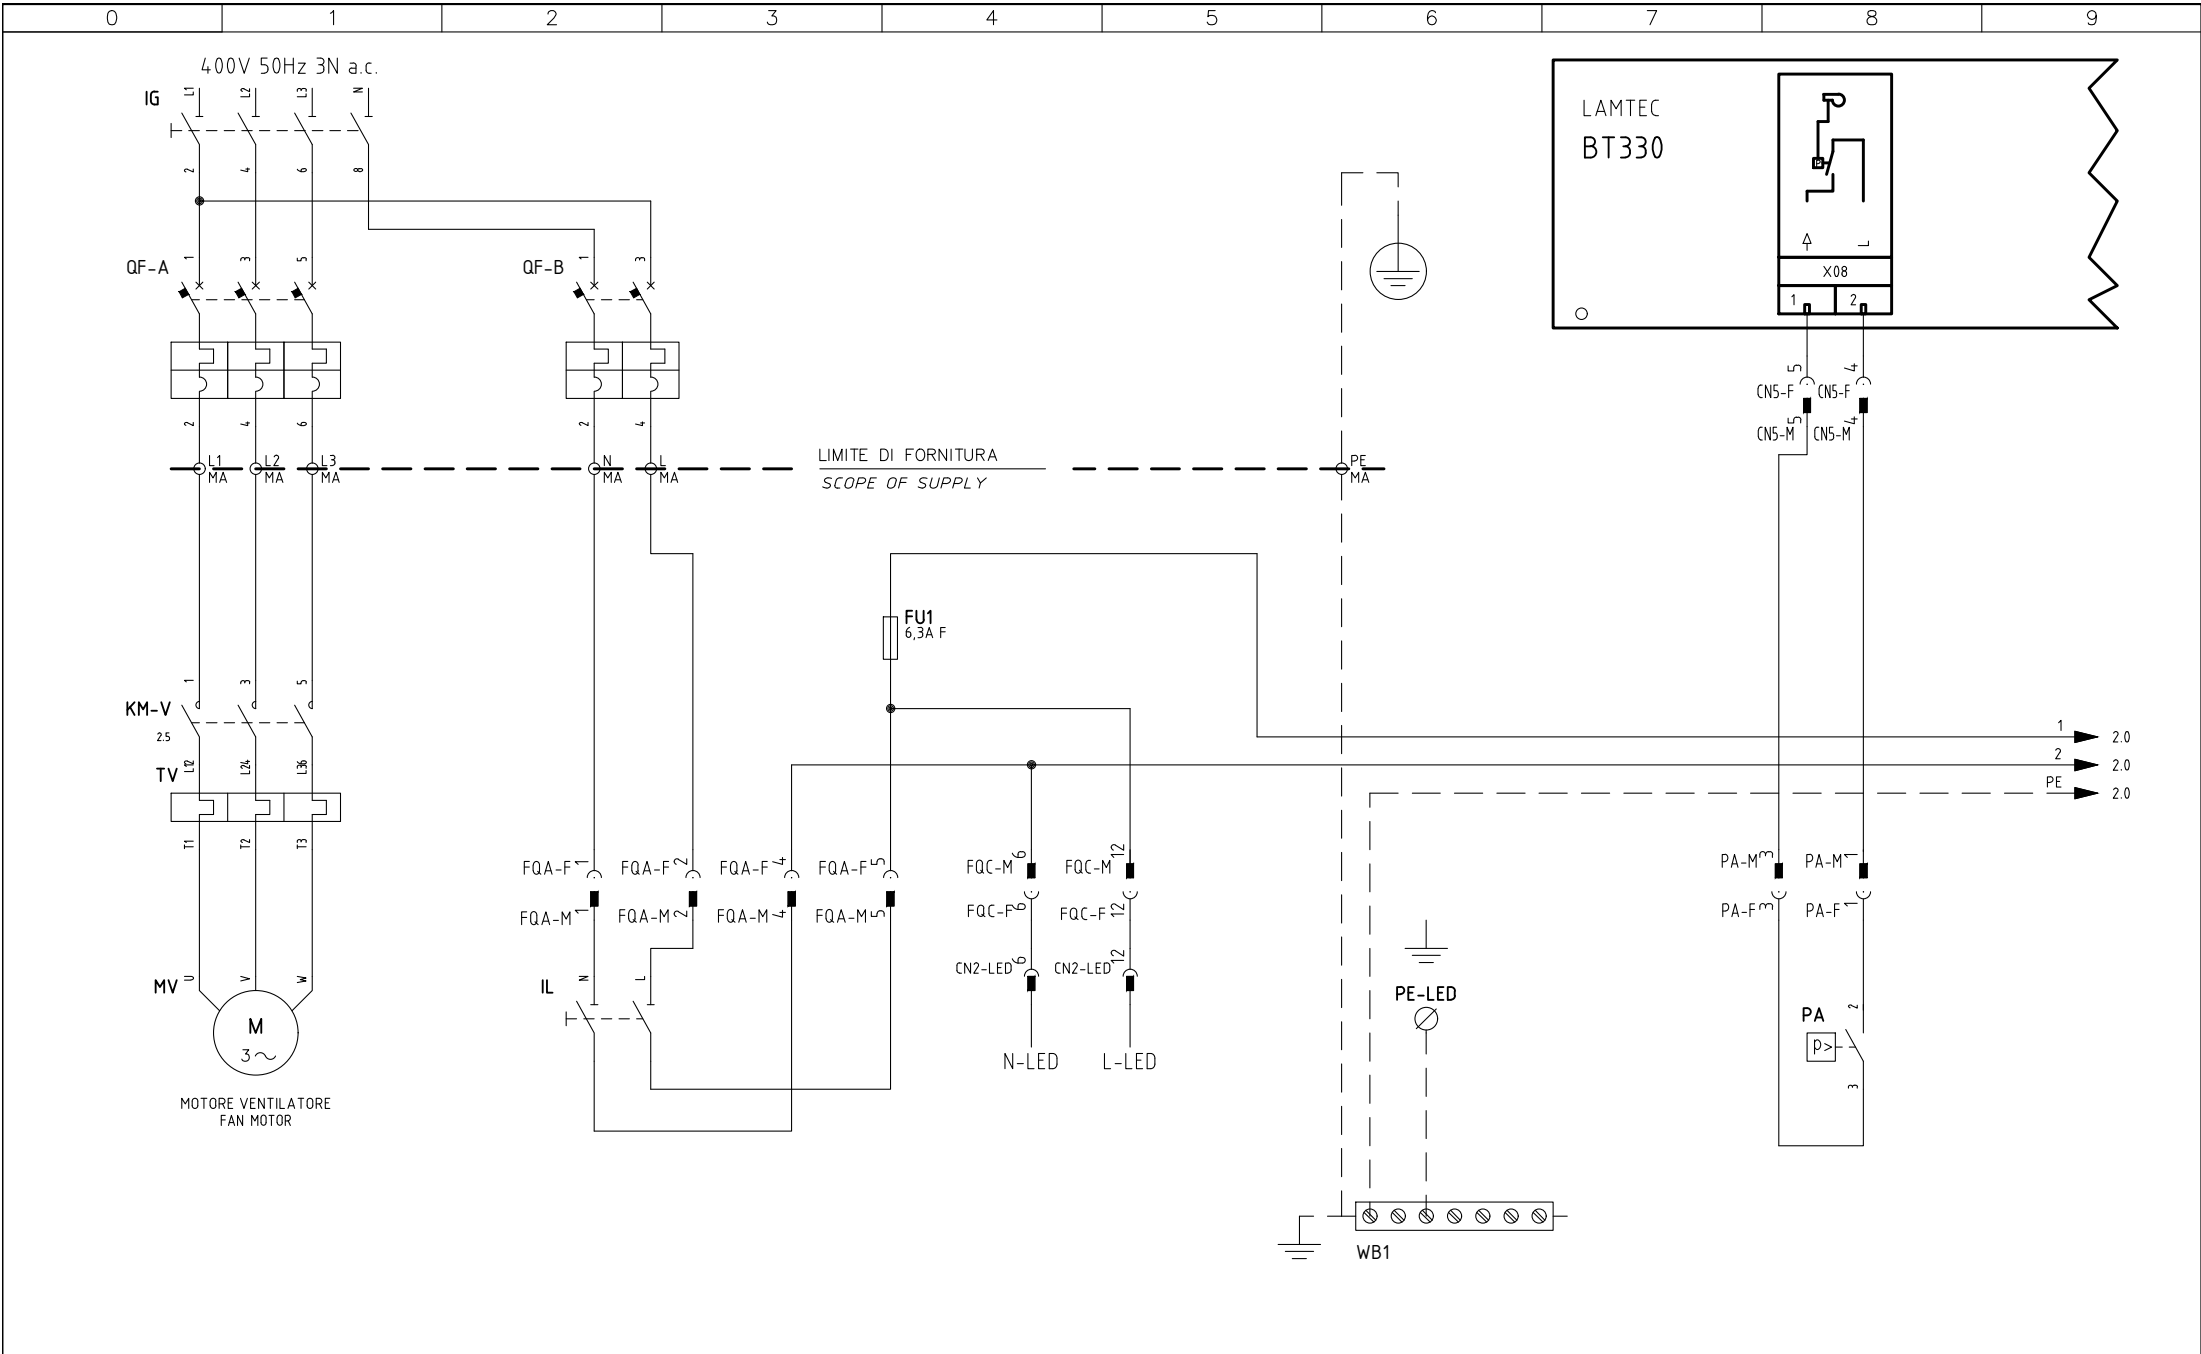 0 1 2 3 4 5 6 7 8 9
400V 50Hz 3N a.c.
IG L1 L2 L3 N
2 4 6 8
LAMTEC
BT330
P
L
X08
1 2
QF-A 1 3 5
QF-B 1 3
2 4 6
2 4
5 4
CN5-F CN5-F
5 4
CN5-M CN5-M
L1 L2 L3 N L PE
MA MA MA MA MA MA
LIMITE DI FORNITURA
SCOPE OF SUPPLY
FU1
6,3A F
1 3 5
KM-V
2.5
2 4 6
TV L1 L2 L3
T1 T2 T3
1 2.0
2 2.0
PE 2.0
FQA-F 1 FQA-F 2 FQA-F 4 FQA-F 5
FQA-M 1 FQA-M 2 FQA-M 4 FQA-M 5
FQC-M 6 FQC-M 12
FQC-F 6 FQC-F 12
CN2-LED 6 CN2-LED 12
N-LED L-LED
PA-M 3 PA-M 1
PA-F 3 PA-F 1
MV U V W
M
3~
MOTORE VENTILATORE
FAN MOTOR
IL N L
PE-LED
PA 2
p>
3
WB1